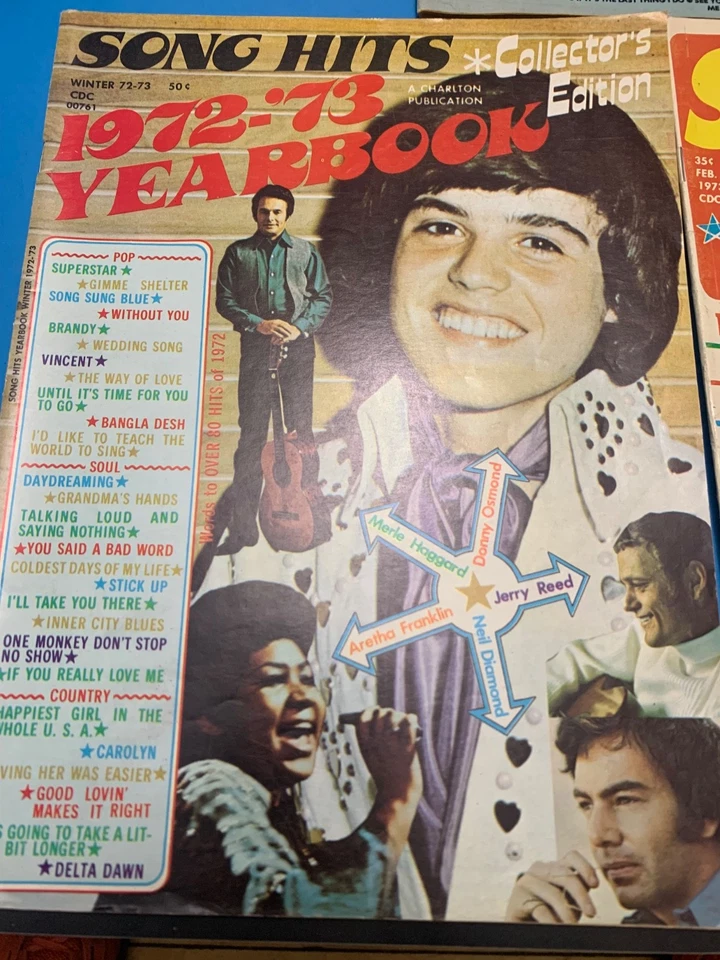 SONG HITS
*Collector's
Edition
WINTER 72-73 50¢
CDC
00761
A CHARLTON
PUBLICATION
1972-'73
YEARBOOK
SONG HITS YEARBOOK WINTER 1972-'73
POP
SUPERSTAR★
★GIMME SHELTER
SONG SUNG BLUE★
★WITHOUT YOU
BRANDY★
★WEDDING SONG
VINCENT★
★THE WAY OF LOVE
UNTIL IT'S TIME FOR YOU
TO GO★
★BANGLA DESH
I'D LIKE TO TEACH THE
WORLD TO SING★
SOUL
DAYDREAMING★
★GRANDMA'S HANDS
TALKING LOUD AND
SAYING NOTHING★
★YOU SAID A BAD WORD
COLDEST DAYS OF MY LIFE★
★STICK UP
I'LL TAKE YOU THERE★
★INNER CITY BLUES
ONE MONKEY DON'T STOP
NO SHOW★
★IF YOU REALLY LOVE ME
COUNTRY
HAPPIEST GIRL IN THE
WHOLE U. S. A.★
★CAROLYN
VING HER WAS EASIER★
★GOOD LOVIN'
MAKES IT RIGHT
S GOING TO TAKE A LIT-
BIT LONGER★
★DELTA DAWN
Words to OVER 80 HITS of 1972
Donny Osmond
Merle Haggard
Jerry Reed
Aretha Franklin
Neil Diamond
35¢
FEB.
197
CDC